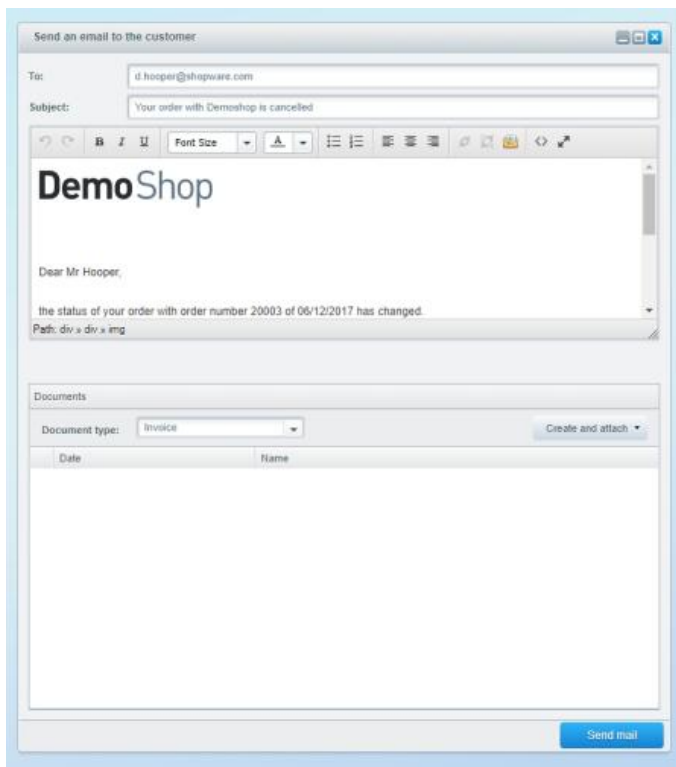 Send an email to the customer
To: d.hooper@shopware.com
Subject: Your order with Demoshop is cancelled
B I U Font Size A
DemoShop
Dear Mr Hooper,
the status of your order with order number 20003 of 06/12/2017 has changed.
Path: div » div » img
Documents
Document type: Invoice Create and attach
Date Name
Send mail